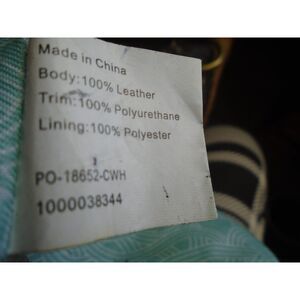 Made in China
Body:100% Leather
Trim:100% Polyurethane
Lining:100% Polyester
PO-18652-CWH
1000038344